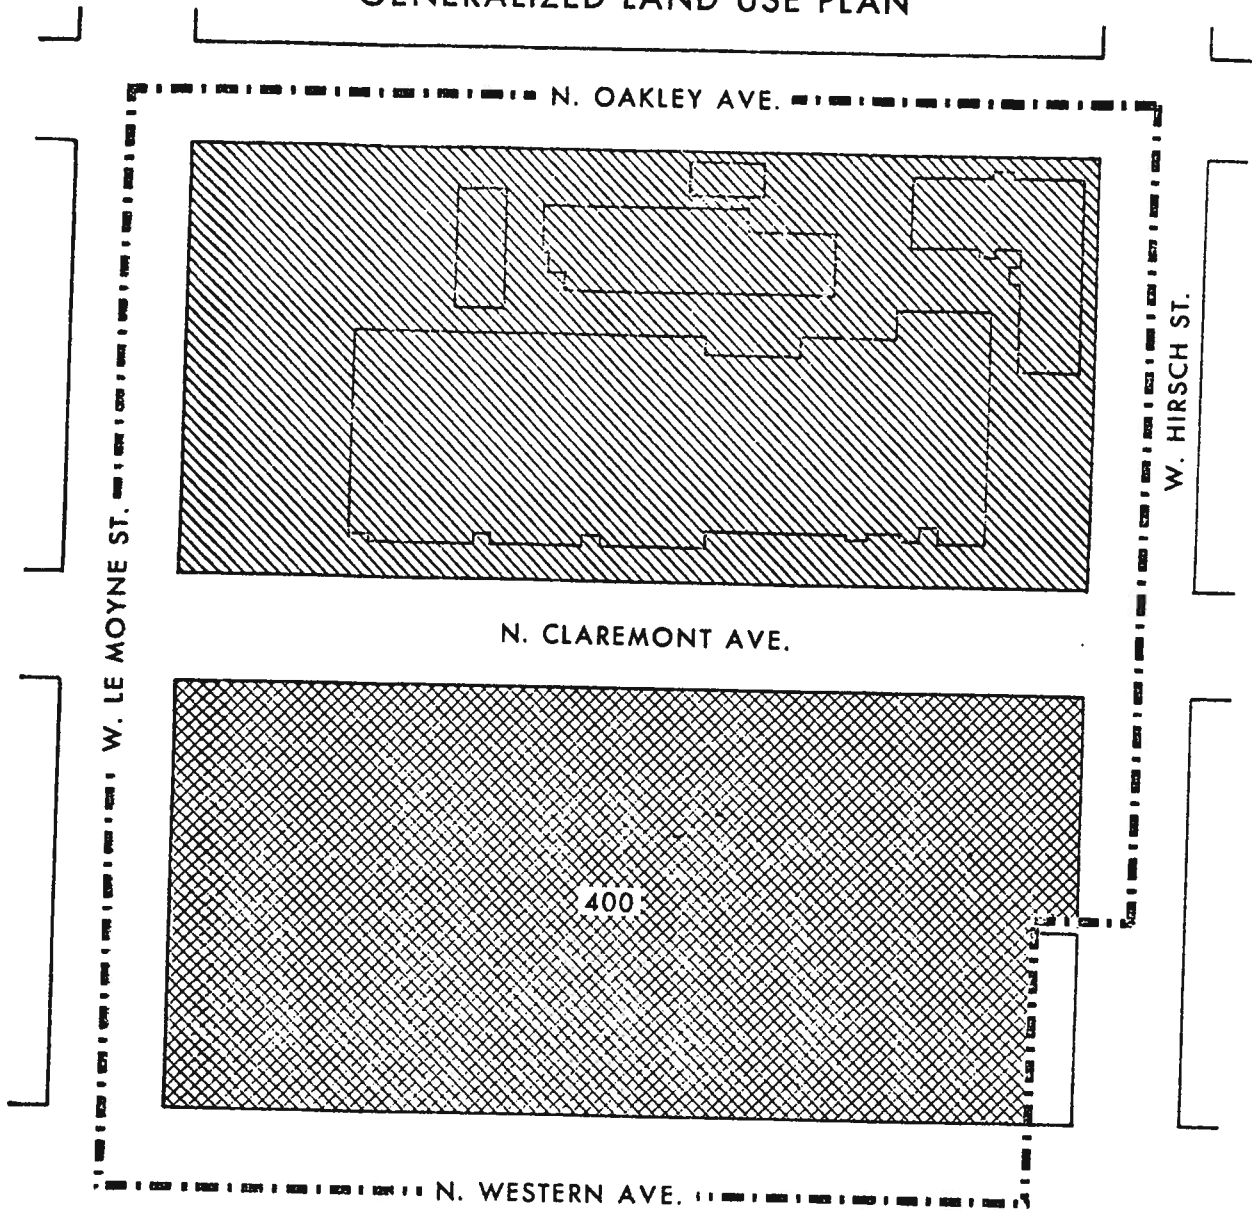 GENERALIZED LAND USE PLAN
N. OAKLEY AVE.
W. HIRSCH ST.
W. LE MOYNE ST.
N. CLAREMONT AVE.
400
N. WESTERN AVE.